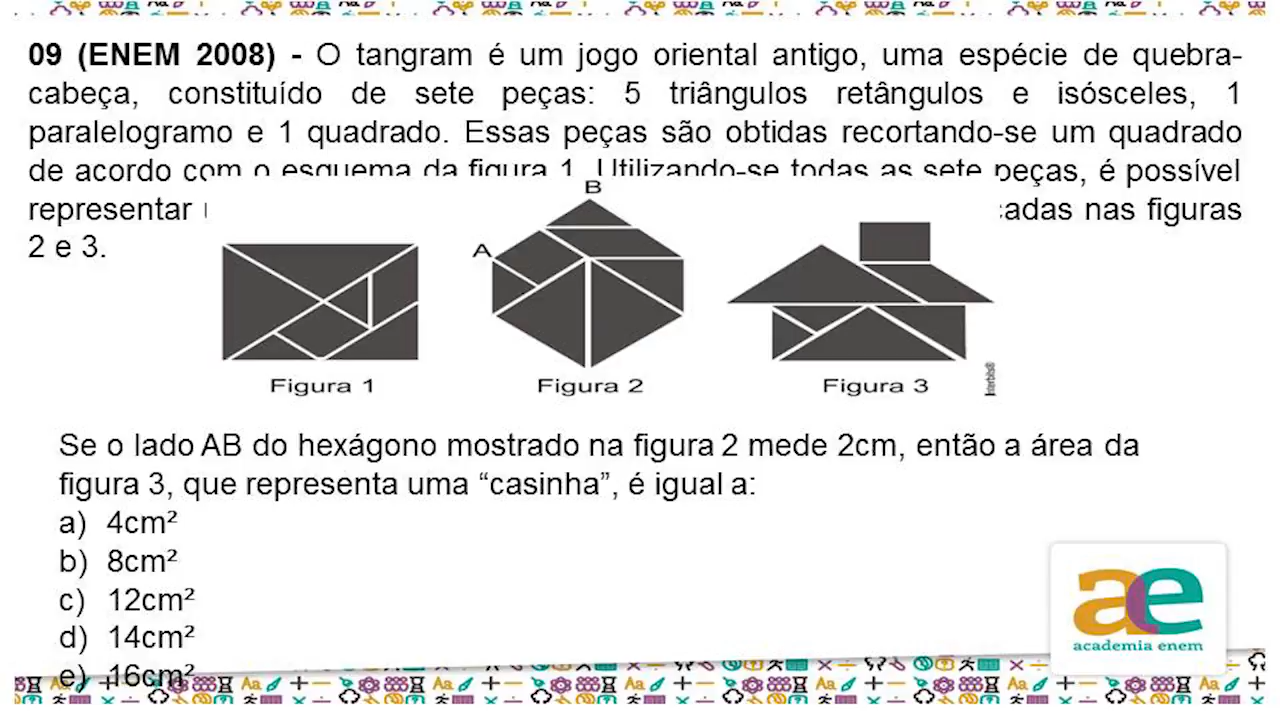 09 (ENEM 2008) - O tangram é um jogo oriental antigo, uma espécie de quebra-
cabeça, constituído de sete peças: 5 triângulos retângulos e isósceles, 1
paralelogramo e 1 quadrado. Essas peças são obtidas recortando-se um quadrado
de acordo com o esquema da figura 1. Utilizando-se todas as sete peças, é possível
representar adas nas figuras
2 e 3.
B
A
Figura 1 Figura 2 Figura 3
Se o lado AB do hexágono mostrado na figura 2 mede 2cm, então a área da
figura 3, que representa uma “casinha”, é igual a:
a) 4cm²
b) 8cm²
c) 12cm²
d) 14cm²
e) 16cm²
ae
academia enem